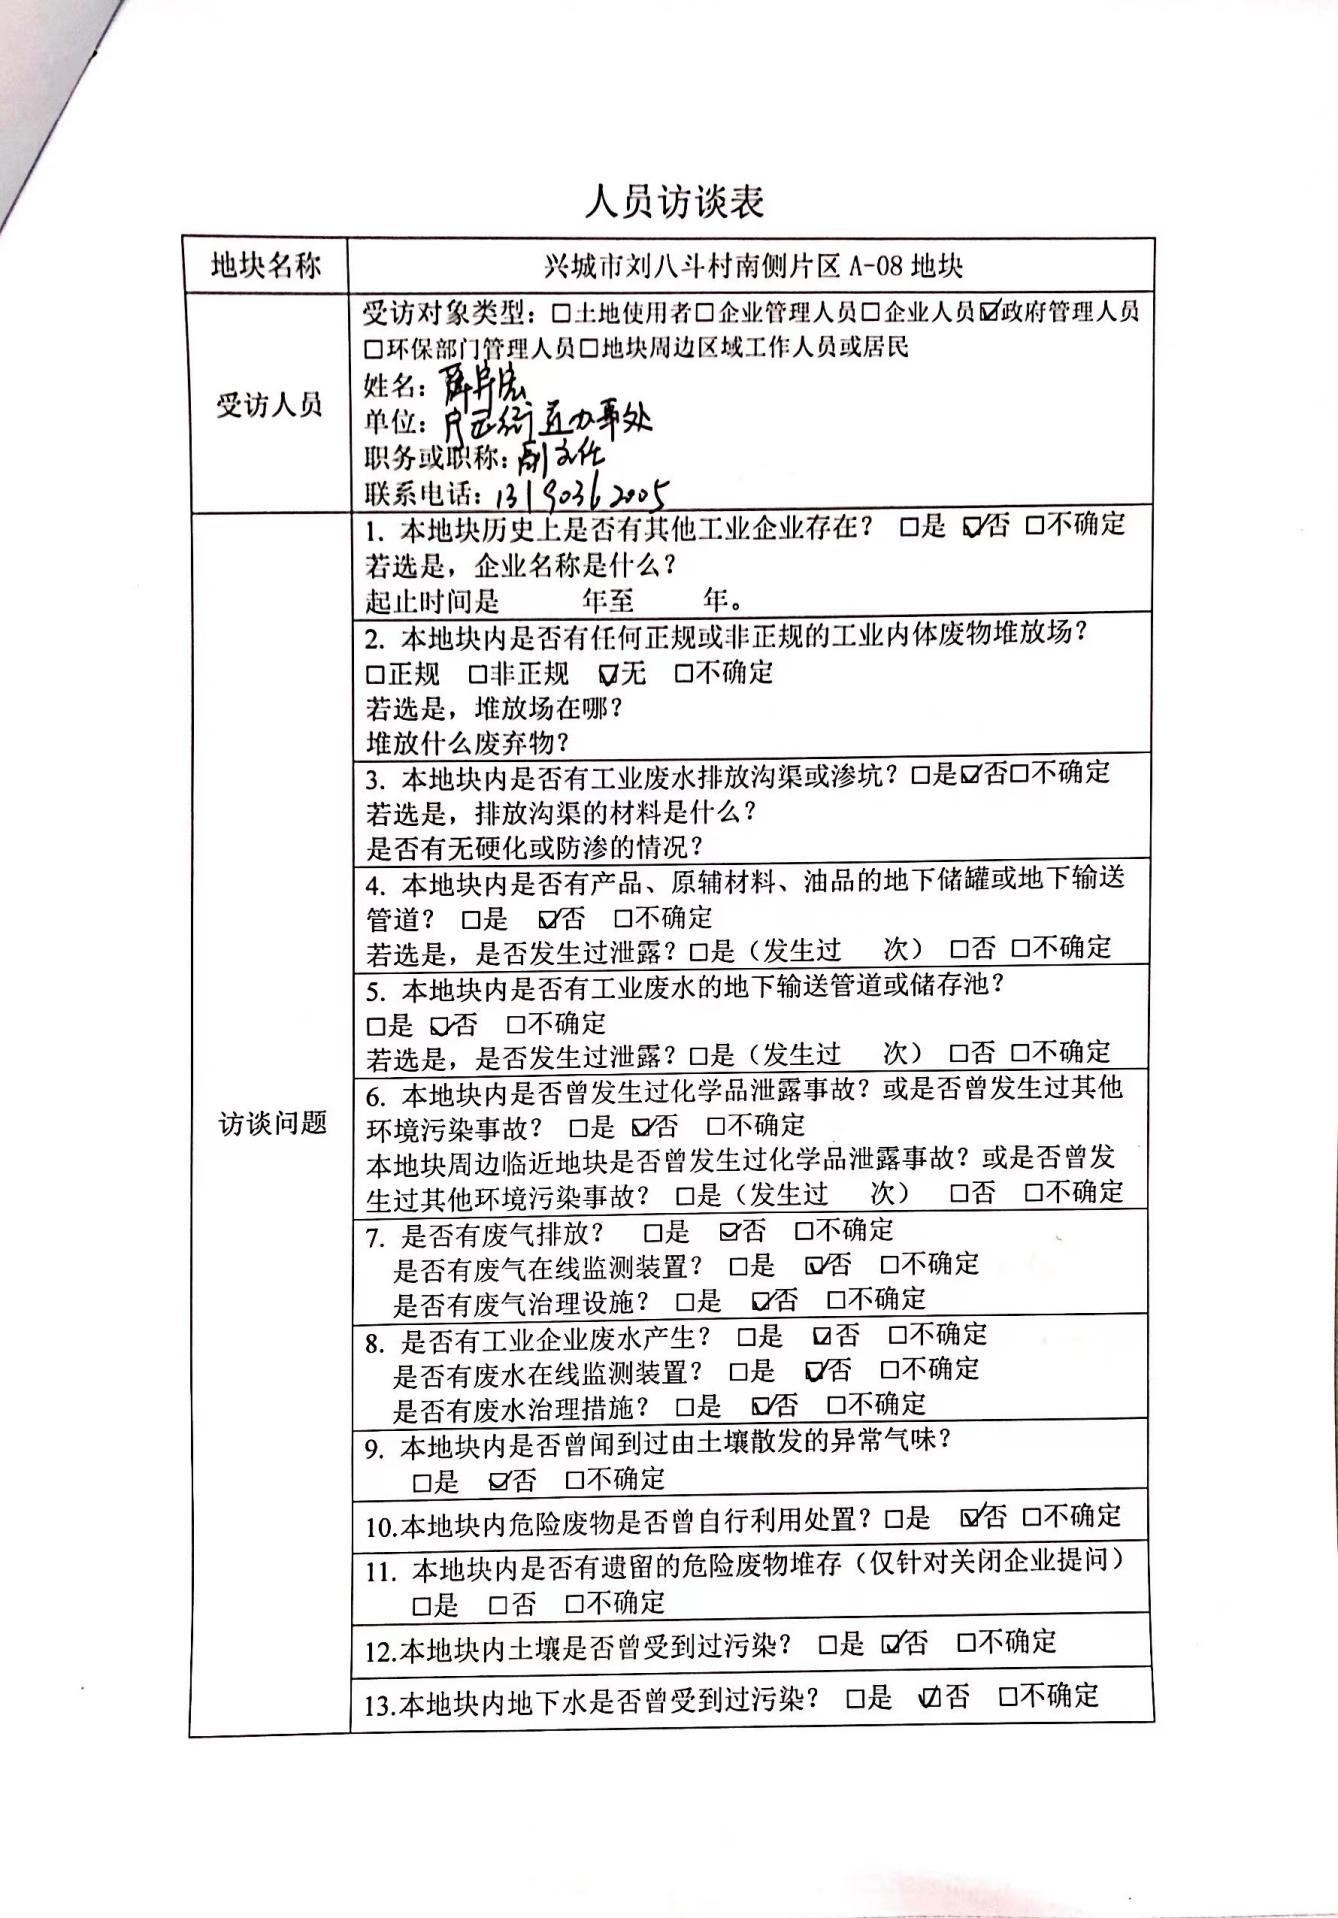 人员访谈表
地块名称
兴城市刘八斗村南侧片区 A-08 地块
受访人员
受访对象类型：□土地使用者□企业管理人员□企业人员☑政府管理人员
□环保部门管理人员□地块周边区域工作人员或居民
姓名：
单位： 街道办事处
职务或职称：副主任
联系电话：13190362005
访谈问题
1. 本地块历史上是否有其他工业企业存在？ □是 ☑否 □不确定
若选是，企业名称是什么？
起止时间是 年至 年。
2. 本地块内是否有任何正规或非正规的工业内体废物堆放场？
□正规 □非正规 ☑无 □不确定
若选是，堆放场在哪？
堆放什么废弃物？
3. 本地块内是否有工业废水排放沟渠或渗坑？□是☑否□不确定
若选是，排放沟渠的材料是什么？
是否有无硬化或防渗的情况？
4. 本地块内是否有产品、原辅材料、油品的地下储罐或地下输送
管道？ □是 ☑否 □不确定
若选是，是否发生过泄露？□是（发生过 次） □否 □不确定
5. 本地块内是否有工业废水的地下输送管道或储存池？
□是 ☑否 □不确定
若选是，是否发生过泄露？□是（发生过 次） □否 □不确定
6. 本地块内是否曾发生过化学品泄露事故？或是否曾发生过其他
环境污染事故？ □是 ☑否 □不确定
本地块周边临近地块是否曾发生过化学品泄露事故？或是否曾发
生过其他环境污染事故？ □是（发生过 次） □否 □不确定
7. 是否有废气排放？ □是 ☑否 □不确定
是否有废气在线监测装置？ □是 ☑否 □不确定
是否有废气治理设施？ □是 ☑否 □不确定
8. 是否有工业企业废水产生？ □是 ☑否 □不确定
是否有废水在线监测装置？ □是 ☑否 □不确定
是否有废水治理措施？ □是 ☑否 □不确定
9. 本地块内是否曾闻到过由土壤散发的异常气味？
□是 ☑否 □不确定
10.本地块内危险废物是否曾自行利用处置？□是 ☑否 □不确定
11. 本地块内是否有遗留的危险废物堆存（仅针对关闭企业提问）
□是 □否 □不确定
12.本地块内土壤是否曾受到过污染？ □是 ☑否 □不确定
13.本地块内地下水是否曾受到过污染？ □是 ☑否 □不确定